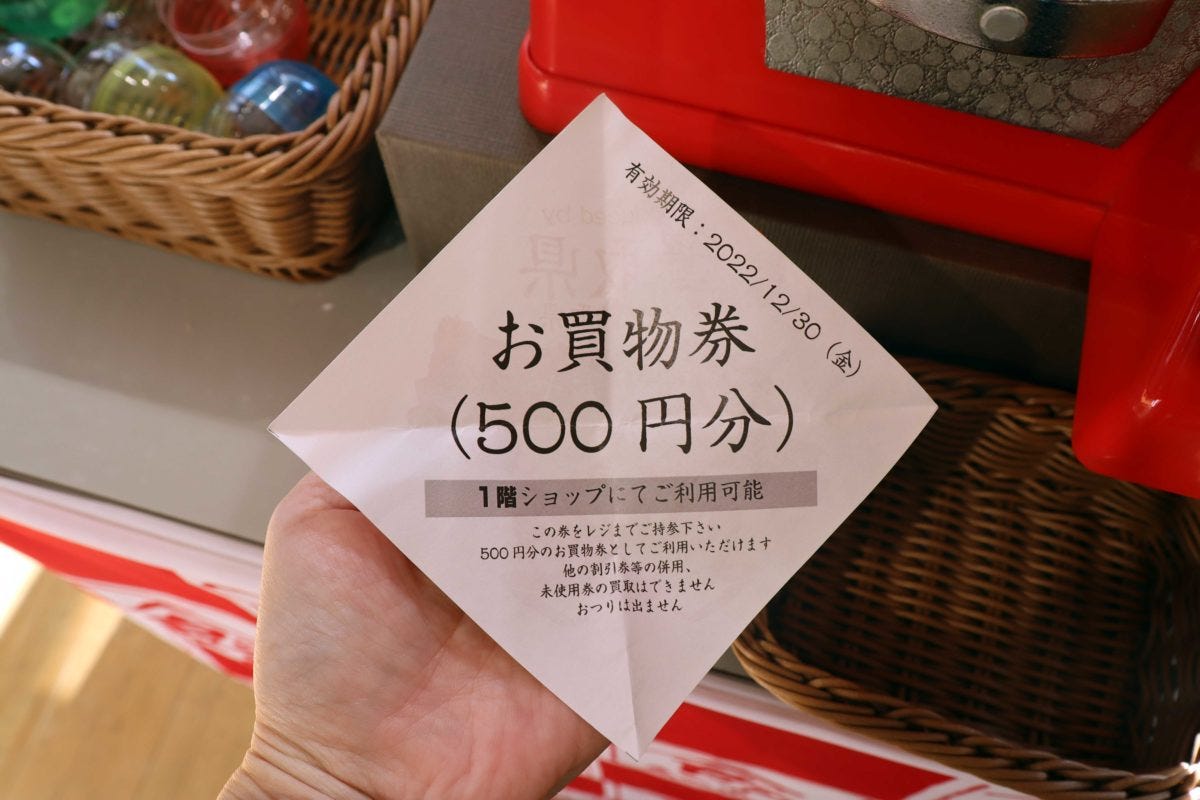 有効期限：2022/12/30（金）
お買物券
（500円分）
1階ショップにてご利用可能
この券をレジまでご持参下さい
500円分のお買物券としてご利用いただけます
他の割引券等の併用、
未使用券の買取はできません
おつりは出ません